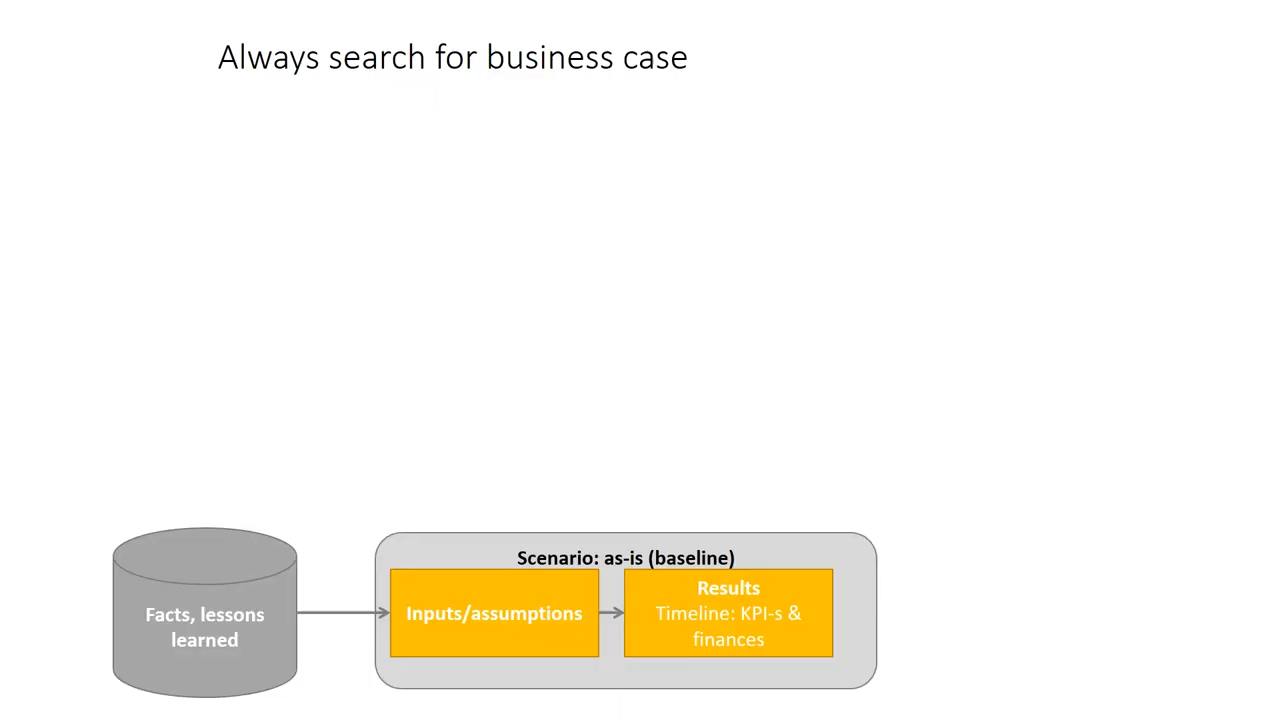 Always search for business case
Scenario: as-is (baseline)
Facts, lessons
learned
Inputs/assumptions
Results
Timeline: KPI-s &
finances